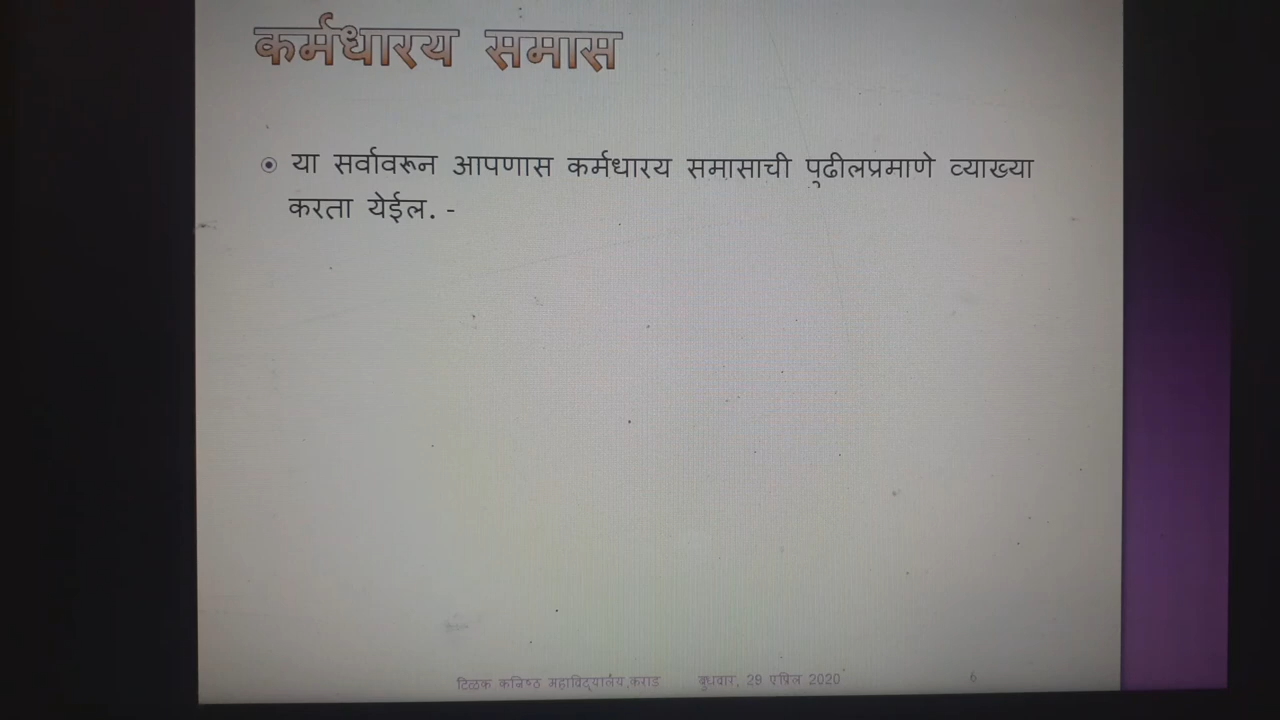 कर्मधारय समास
या सर्वावरून आपणास कर्मधारय समासाची पुढीलप्रमाणे व्याख्या
करता येईल. -
टिळक कनिष्ठ महाविद्यालय,कराड बुधवार, 29 एप्रिल 2020 6